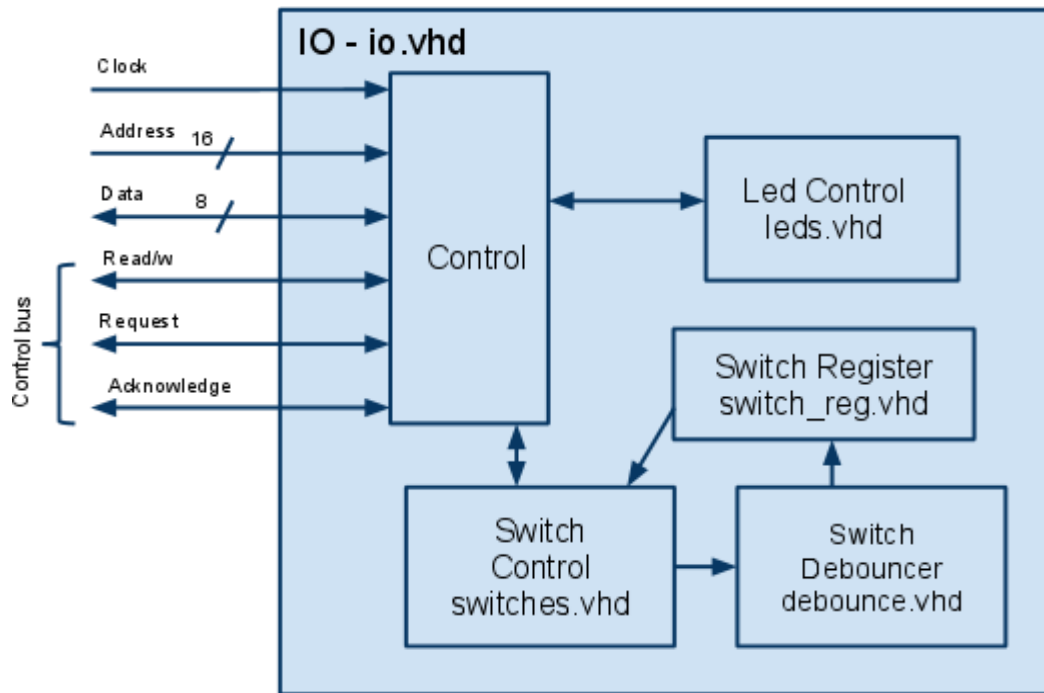 IO - io.vhd
Clock
Address 16
Data 8
Read/w
Request
Acknowledge
Control bus
Control
Led Control
leds.vhd
Switch Register
switch_reg.vhd
Switch
Control
switches.vhd
Switch
Debouncer
debounce.vhd